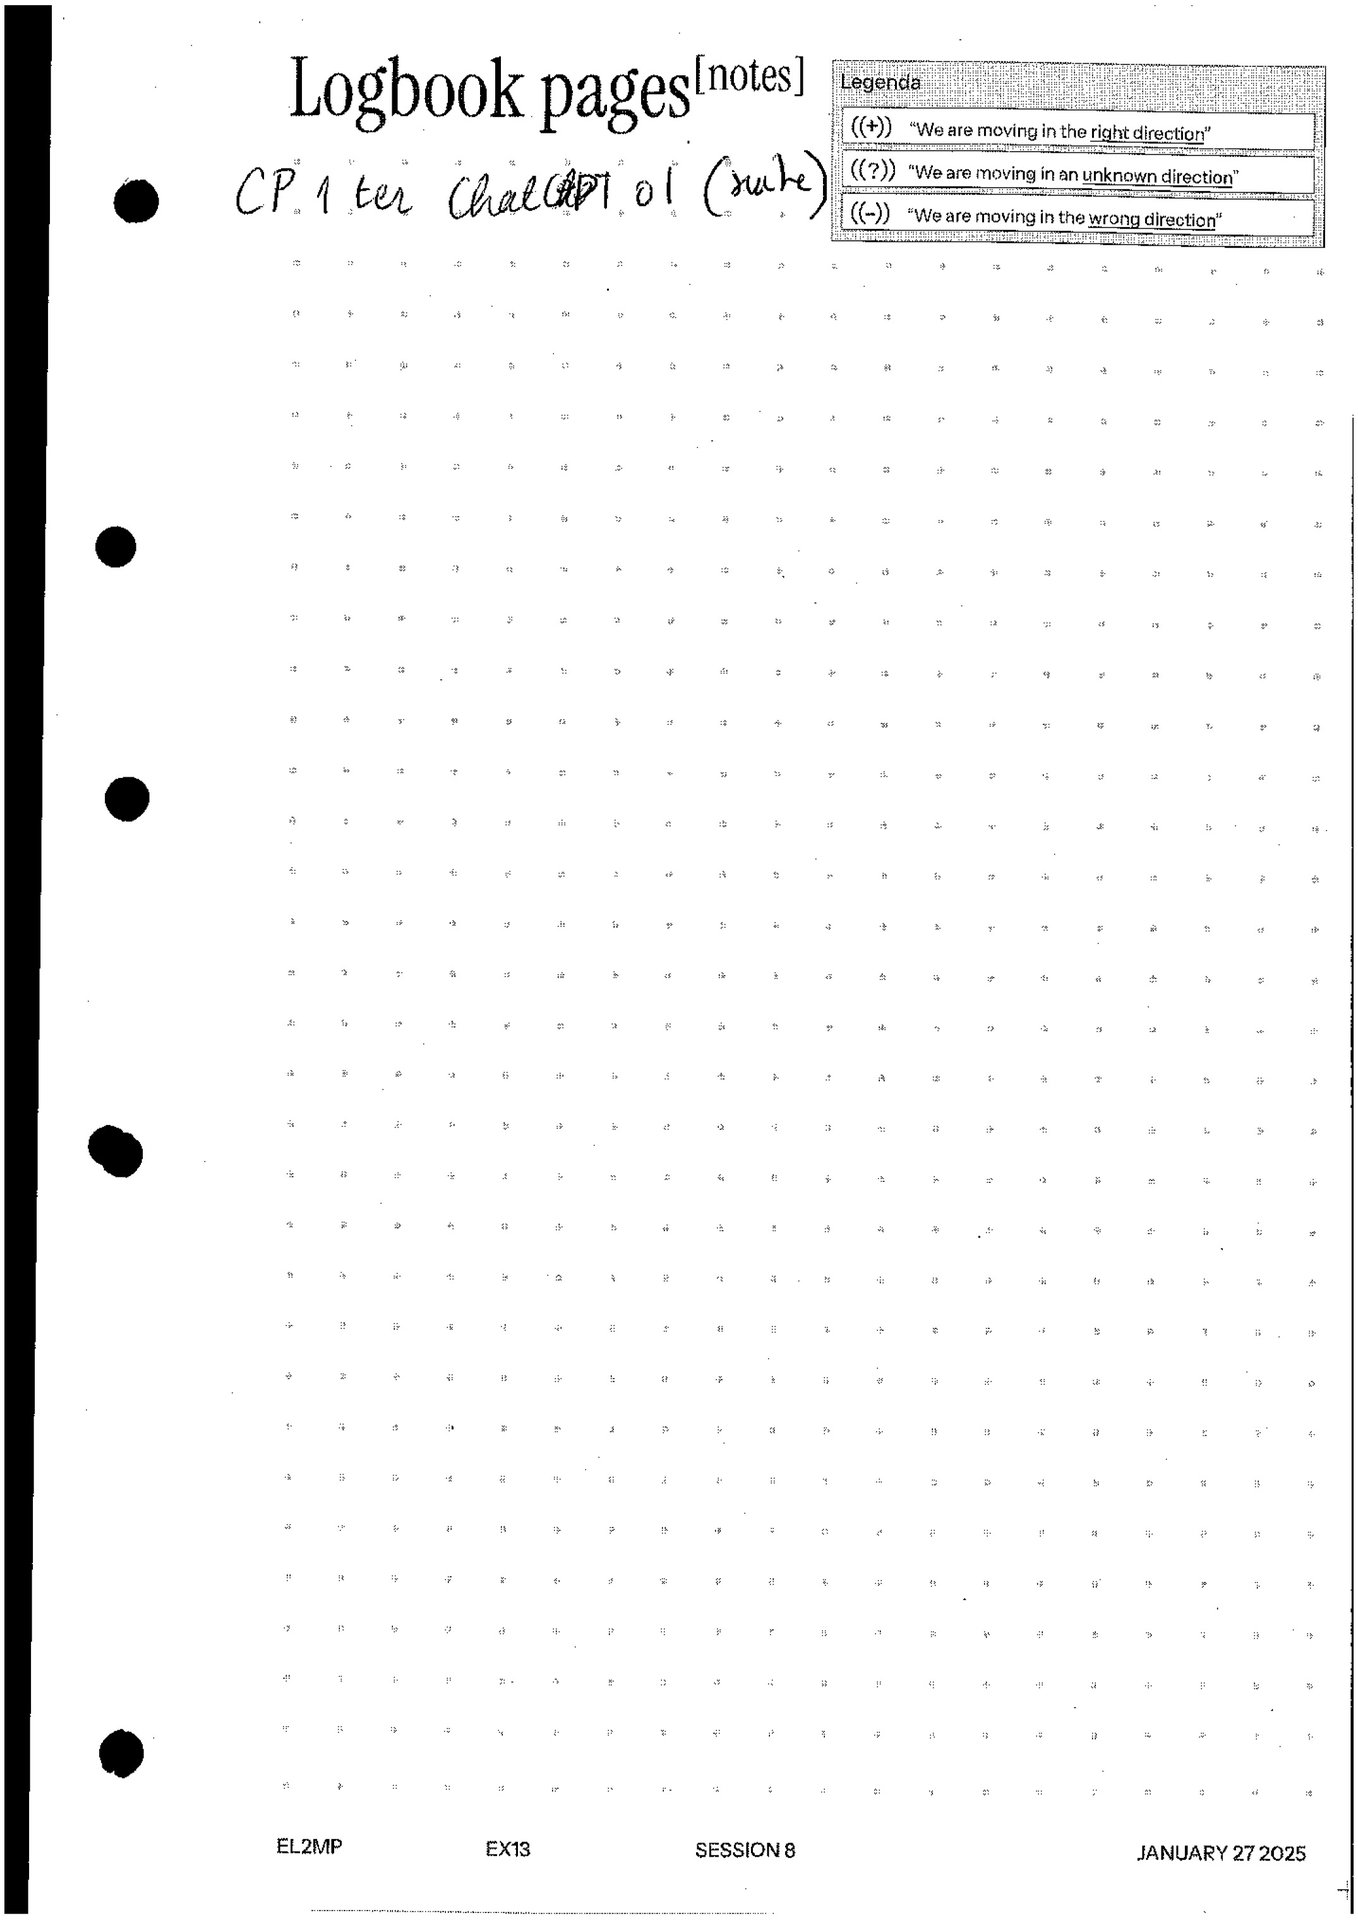 Logbook pages[notes]
Legenda
((+)) “We are moving in the right direction”
((?)) “We are moving in an unknown direction”
((–)) “We are moving in the wrong direction”
CP 1 ter ChatGPT o1 (suite)
EL2MP EX13 SESSION 8 JANUARY 27 2025